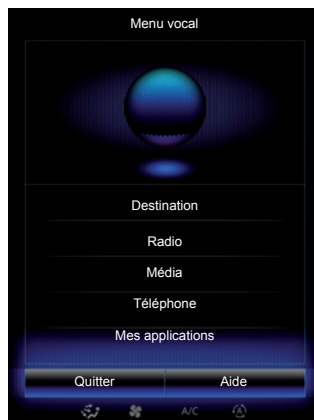 Menu vocal
Destination
Radio
Média
Téléphone
Mes applications
Quitter Aide
A/C